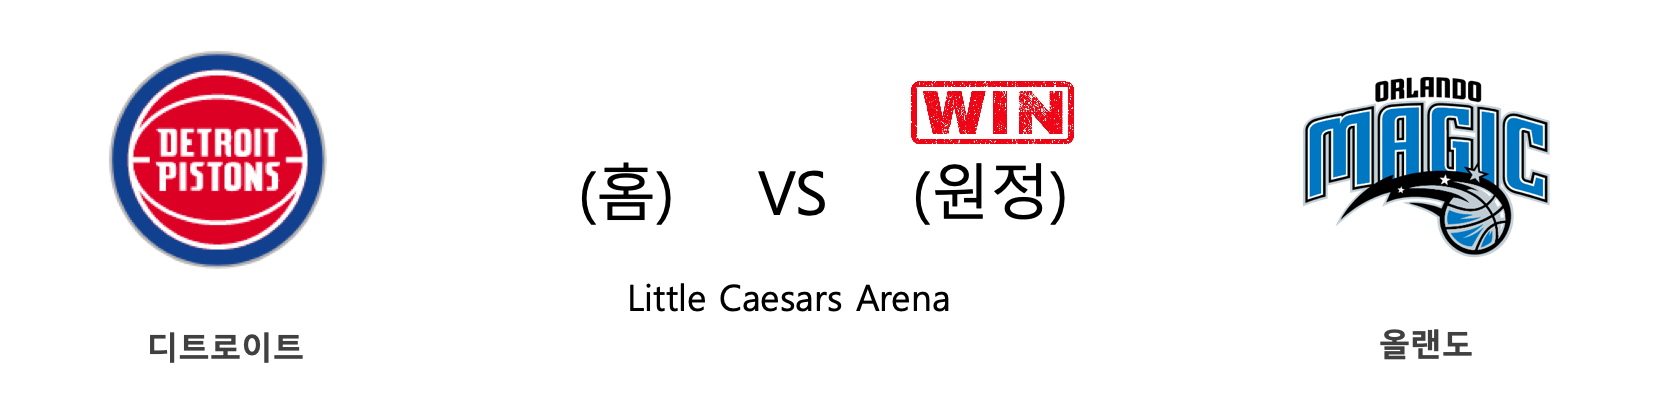 DETROIT
PISTONS
디트로이트
(홈) VS (원정)
WIN
Little Caesars Arena
ORLANDO
MAGIC
올랜도